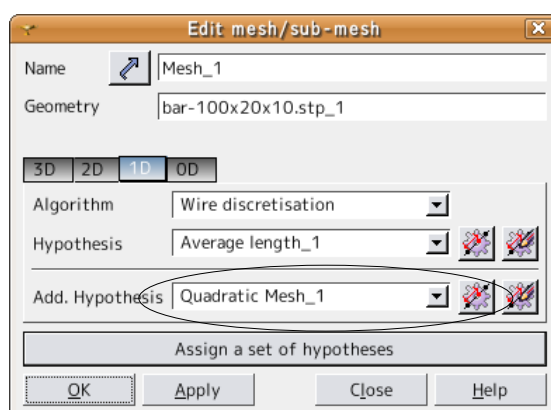 Edit mesh/sub-mesh
Name Mesh_1
Geometry bar-100x20x10.stp_1
3D 2D 1D 0D
Algorithm Wire discretisation
Hypothesis Average length_1
Add. Hypothesis Quadratic Mesh_1
Assign a set of hypotheses
OK Apply Close Help